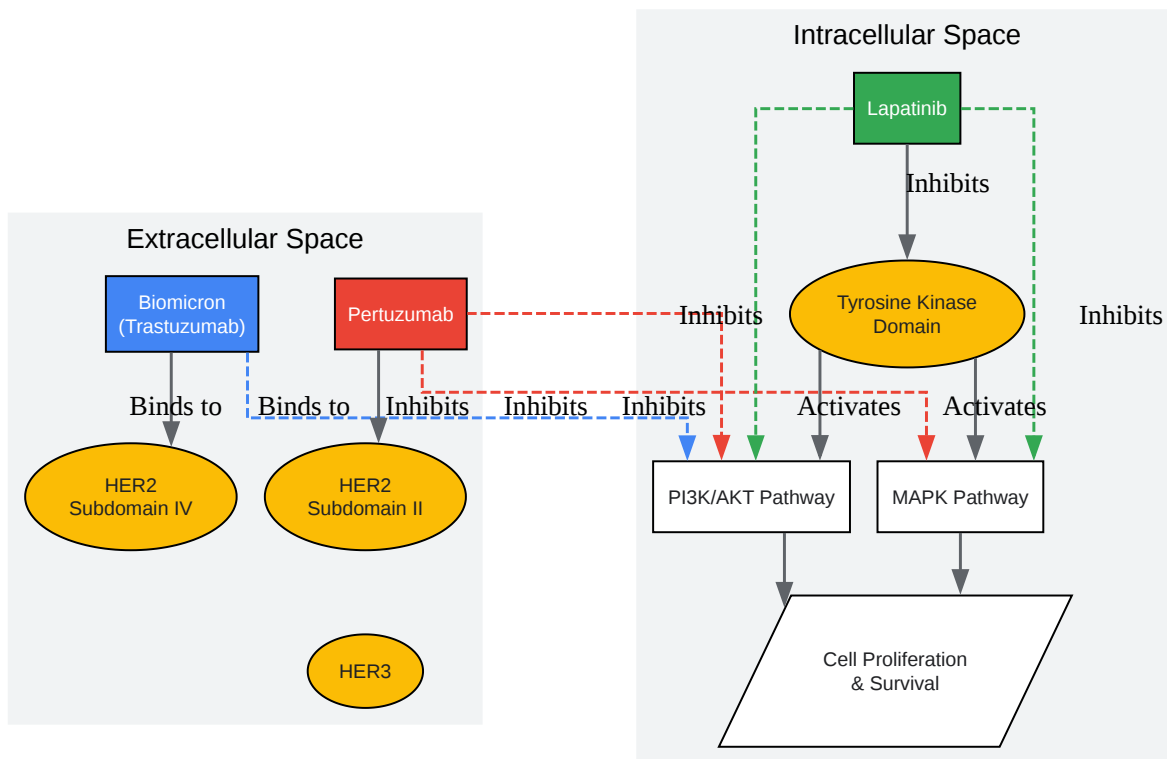 Intracellular Space
Lapatinib
Inhibits
Extracellular Space
Biomicron
(Trastuzumab)
Pertuzumab
Inhibits
Tyrosine Kinase
Domain
Inhibits
Binds to
Binds to
Inhibits
Inhibits
Inhibits
Activates
Activates
HER2
Subdomain IV
HER2
Subdomain II
PI3K/AKT Pathway
MAPK Pathway
HER3
Cell Proliferation
& Survival